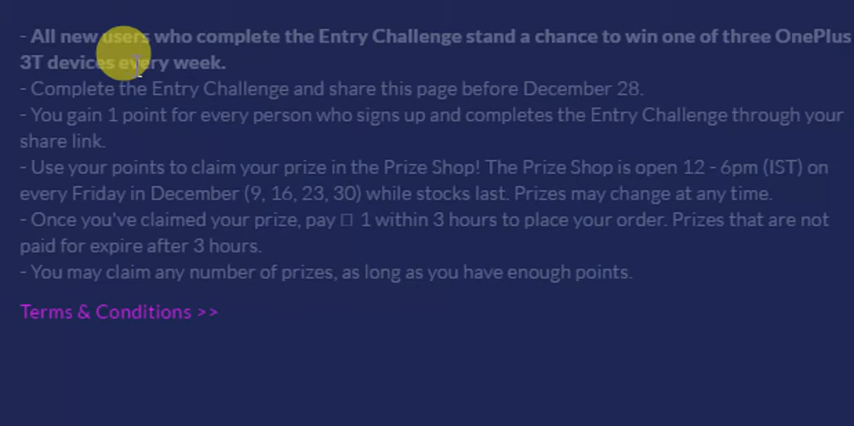 - All new users who complete the Entry Challenge stand a chance to win one of three OnePlus
3T devices every week.
- Complete the Entry Challenge and share this page before December 28.
- You gain 1 point for every person who signs up and completes the Entry Challenge through your
share link.
- Use your points to claim your prize in the Prize Shop! The Prize Shop is open 12 - 6pm (IST) on
every Friday in December (9, 16, 23, 30) while stocks last. Prizes may change at any time.
- Once you've claimed your prize, pay □ 1 within 3 hours to place your order. Prizes that are not
paid for expire after 3 hours.
- You may claim any number of prizes, as long as you have enough points.
Terms & Conditions >>